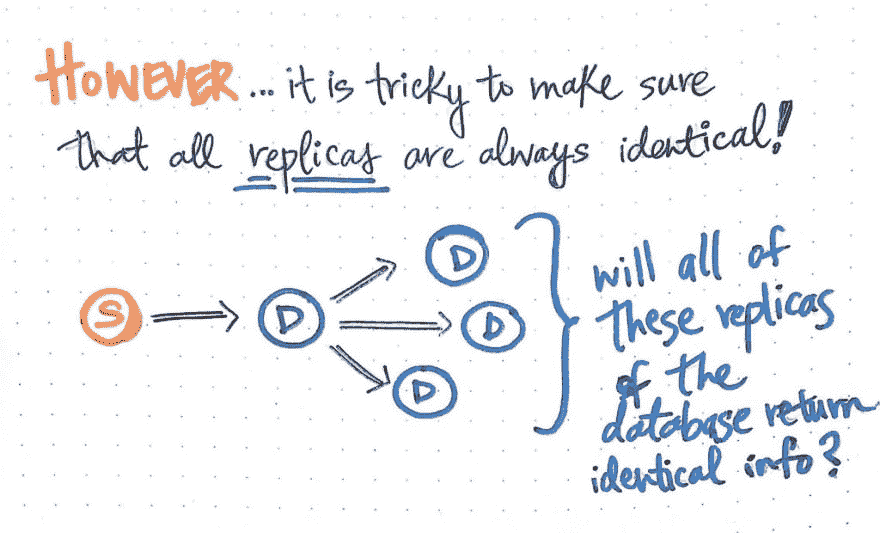 HOWEVER... it is tricky to make sure
that all replicas are always identical!
S
D
D
D
D
will all of
these replicas
of the
database return
identical info?